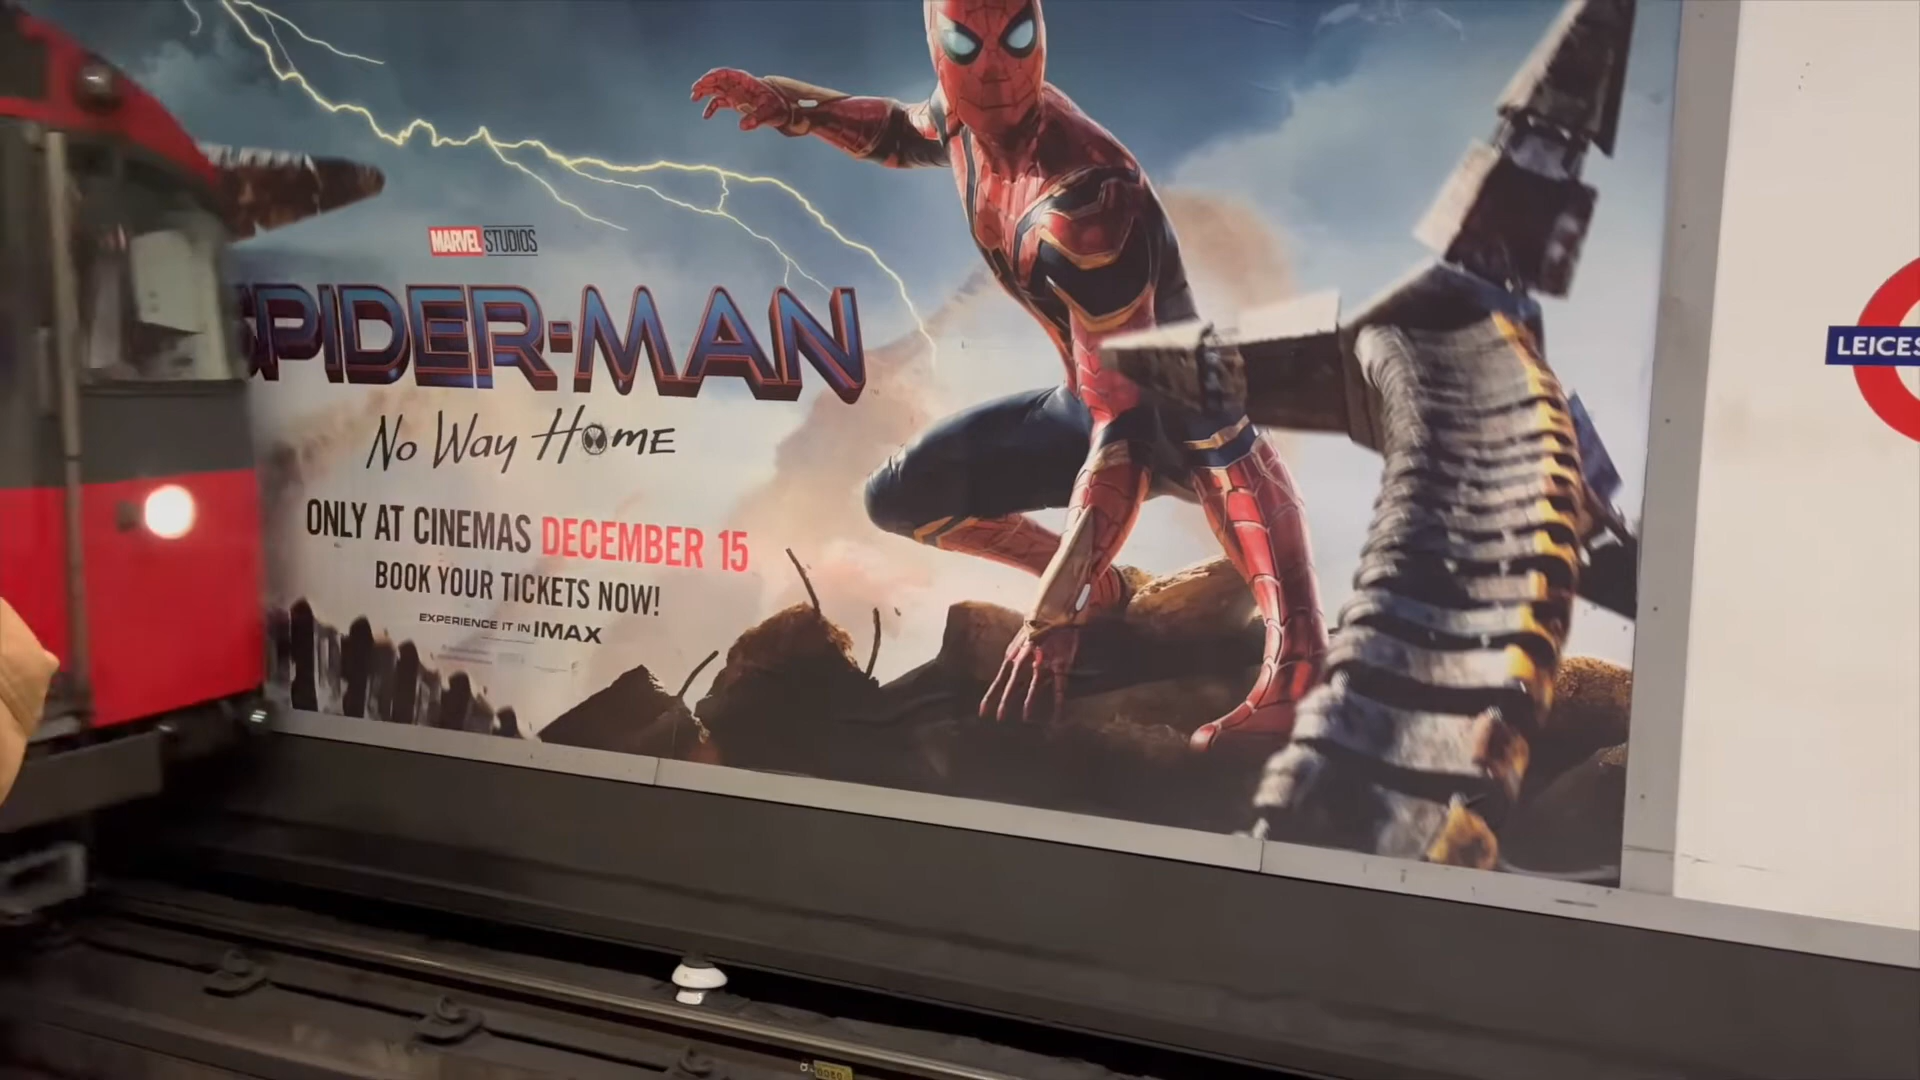 MARVEL STUDIOS
SPIDER-MAN
No Way Home
ONLY AT CINEMAS DECEMBER 15
BOOK YOUR TICKETS NOW!
EXPERIENCE IT IN IMAX
LEICES